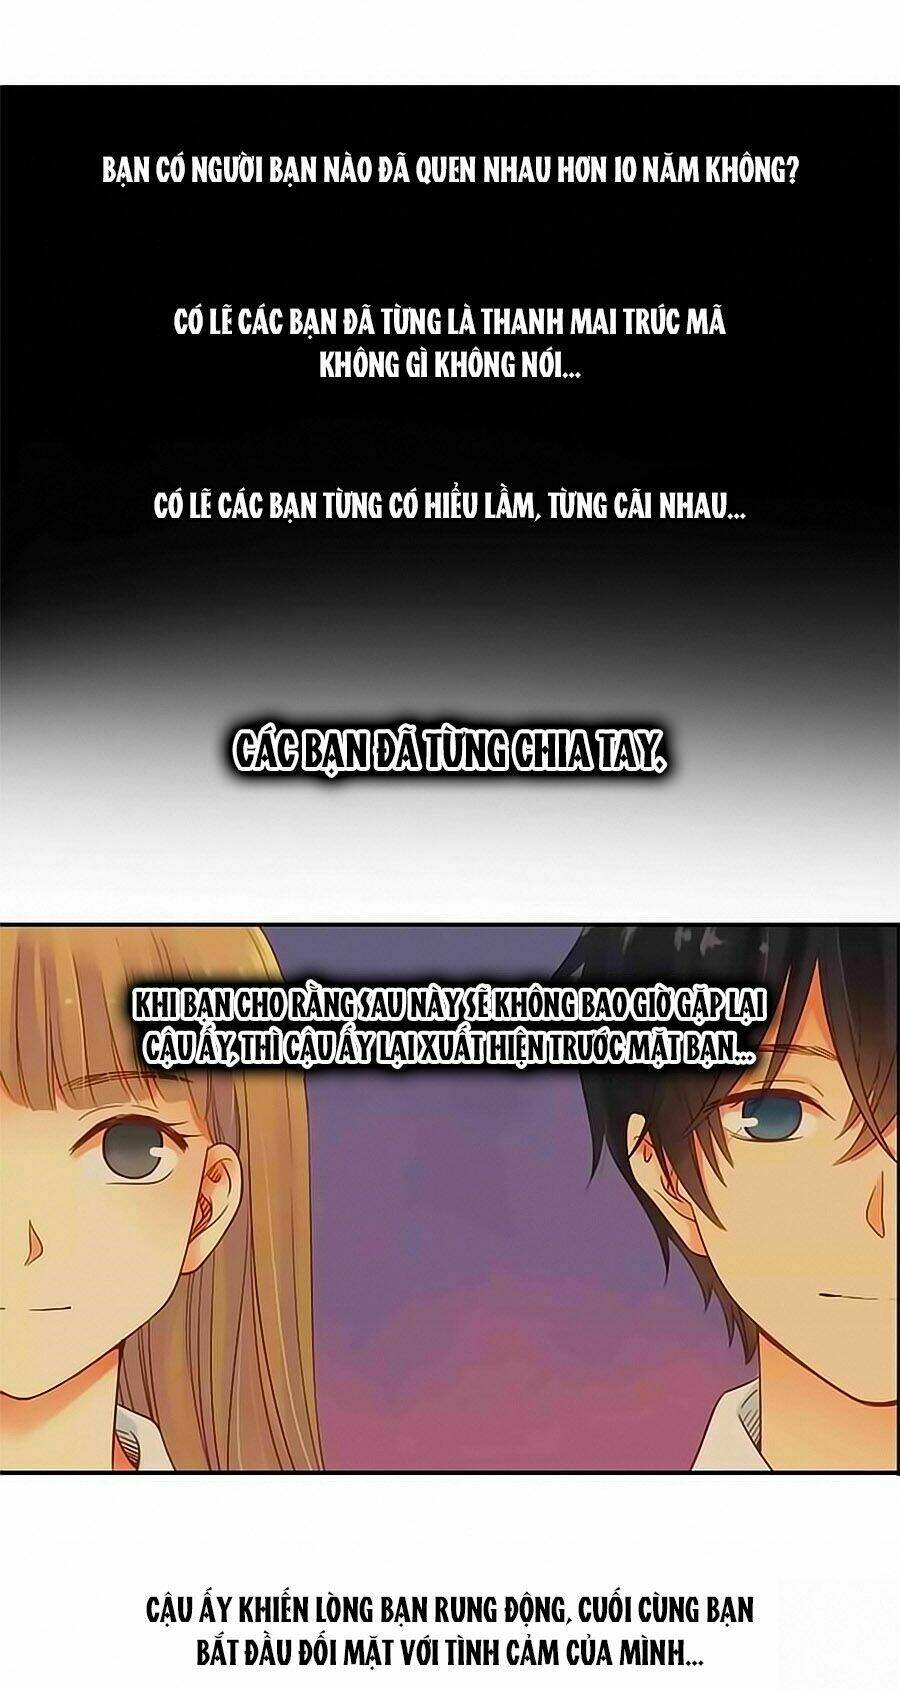 BẠN CÓ NGƯỜI BẠN NÀO ĐÃ QUEN NHAU HƠN 10 NĂM KHÔNG?
CÓ LẼ CÁC BẠN ĐÃ TỪNG LÀ THANH MAI TRÚC MÃ
KHÔNG GÌ KHÔNG NÓI...
CÓ LẼ CÁC BẠN TỪNG CÓ HIỂU LẦM, TỪNG CÃI NHAU...
CÁC BẠN ĐÃ TỪNG CHIA TAY.
KHI BẠN CHO RẰNG SAU NÀY SẼ KHÔNG BAO GIỜ GẶP LẠI
CẬU ẤY, THÌ CẬU ẤY LẠI XUẤT HIỆN TRƯỚC MẶT BẠN...
CẬU ẤY KHIẾN LÒNG BẠN RUNG ĐỘNG, CUỐI CÙNG BẠN
BẮT ĐẦU ĐỐI MẶT VỚI TÌNH CẢM CỦA MÌNH...